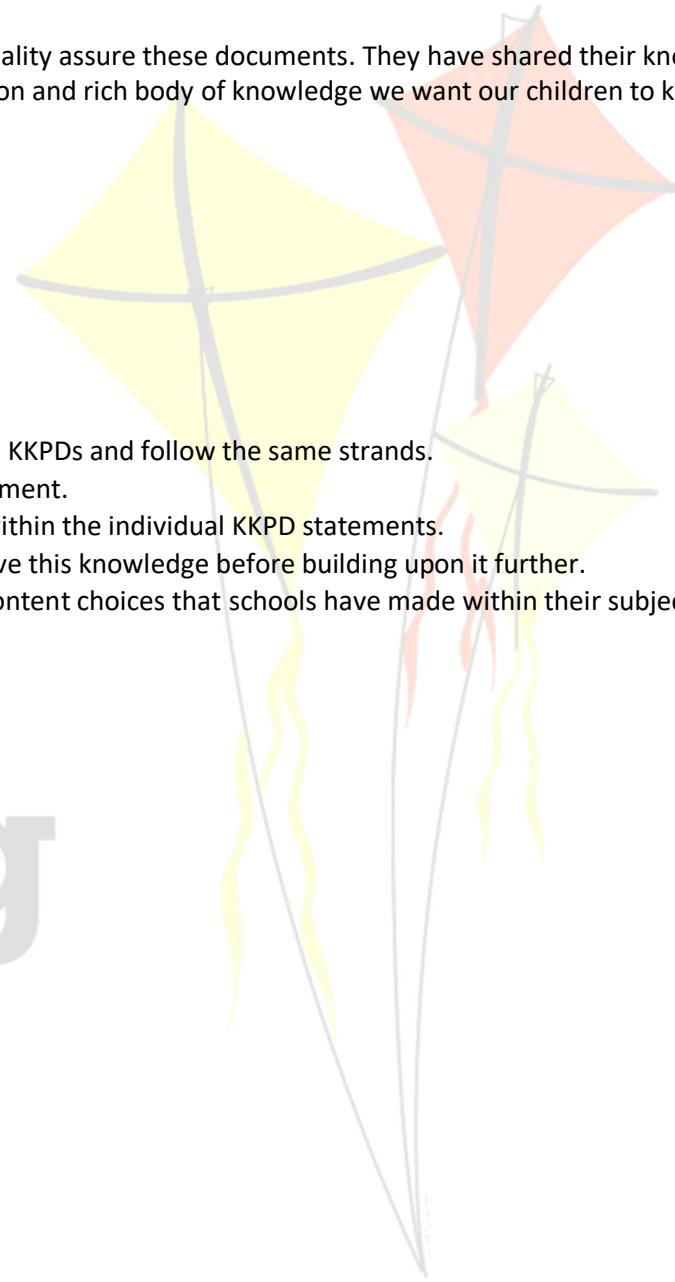 ality assure these documents. They have shared their
on and rich body of knowledge we want our children to
KKPDs and follow the same strands.
ment.
ithin the individual KKPD statements.
ve this knowledge before building upon it further.
ontent choices that schools have made within their
g